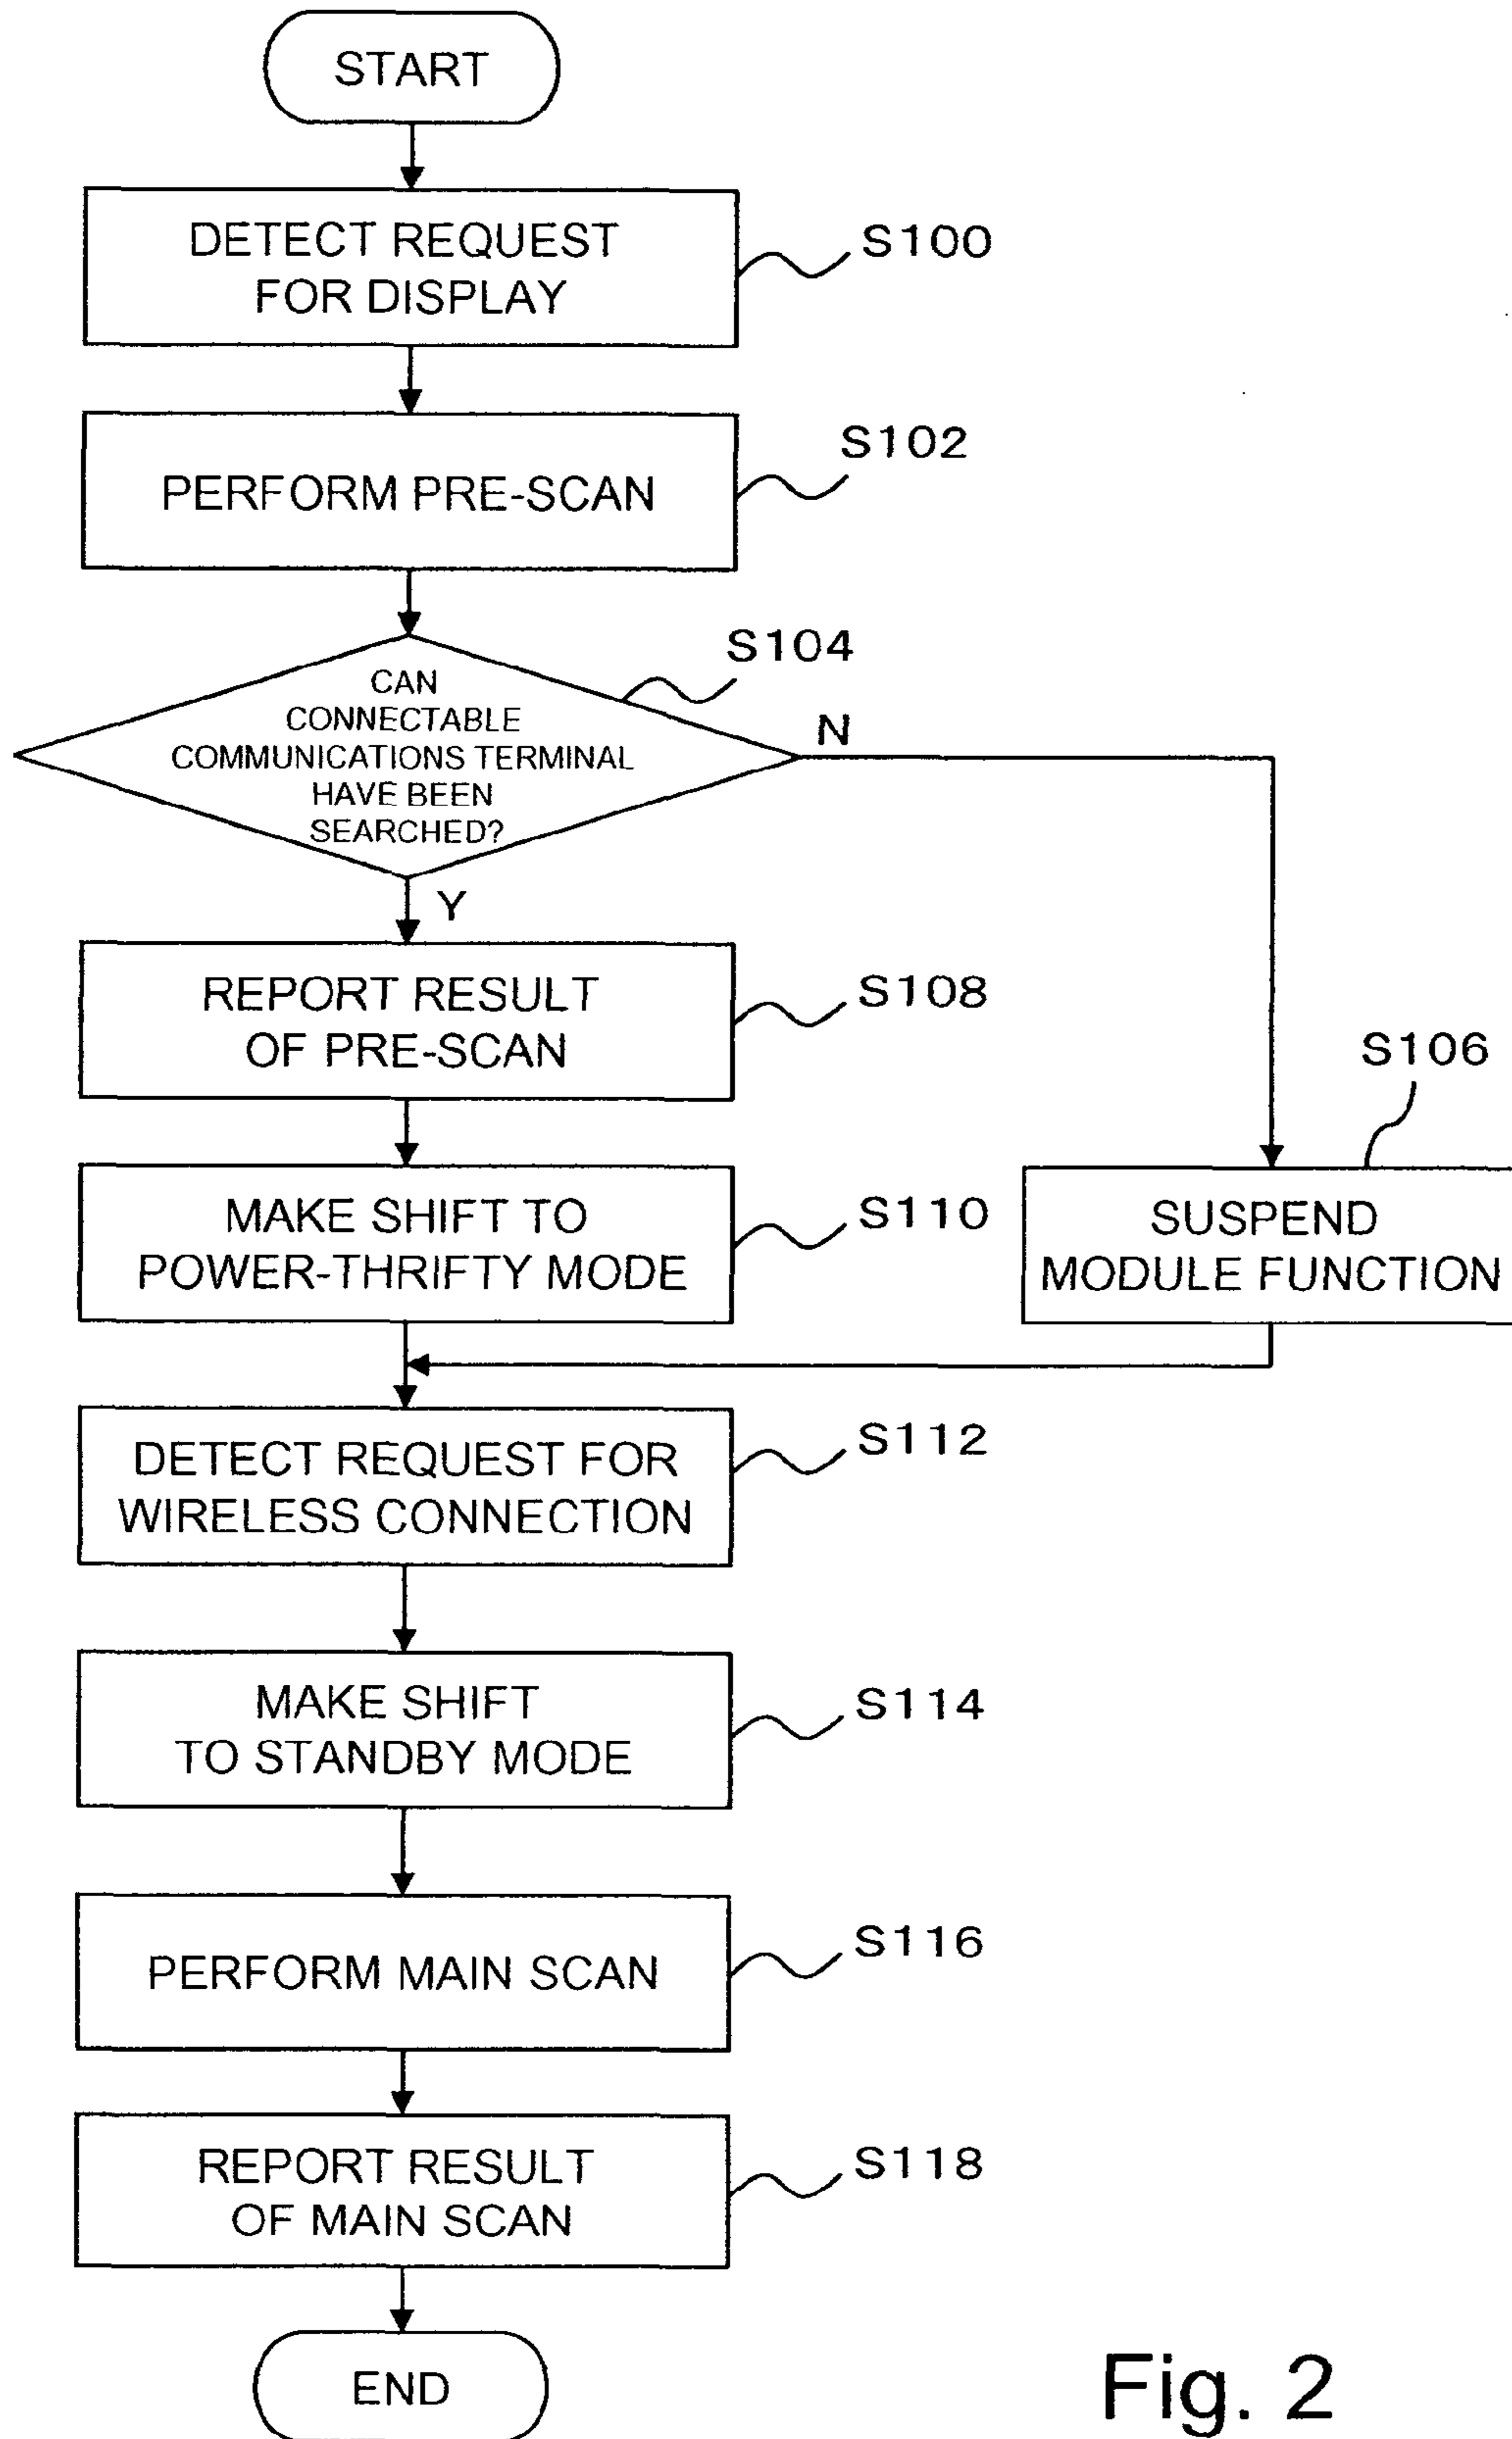 START
DETECT REQUEST
FOR DISPLAY
S100
PERFORM PRE-SCAN
S102
CAN
CONNECTABLE
COMMUNICATIONS TERMINAL
HAVE BEEN
SEARCHED?
S104
N
Y
REPORT RESULT
OF PRE-SCAN
S108
S106
MAKE SHIFT TO
POWER-THRIFTY MODE
S110
SUSPEND
MODULE FUNCTION
DETECT REQUEST FOR
WIRELESS CONNECTION
S112
MAKE SHIFT
TO STANDBY MODE
S114
PERFORM MAIN SCAN
S116
REPORT RESULT
OF MAIN SCAN
S118
END
Fig. 2